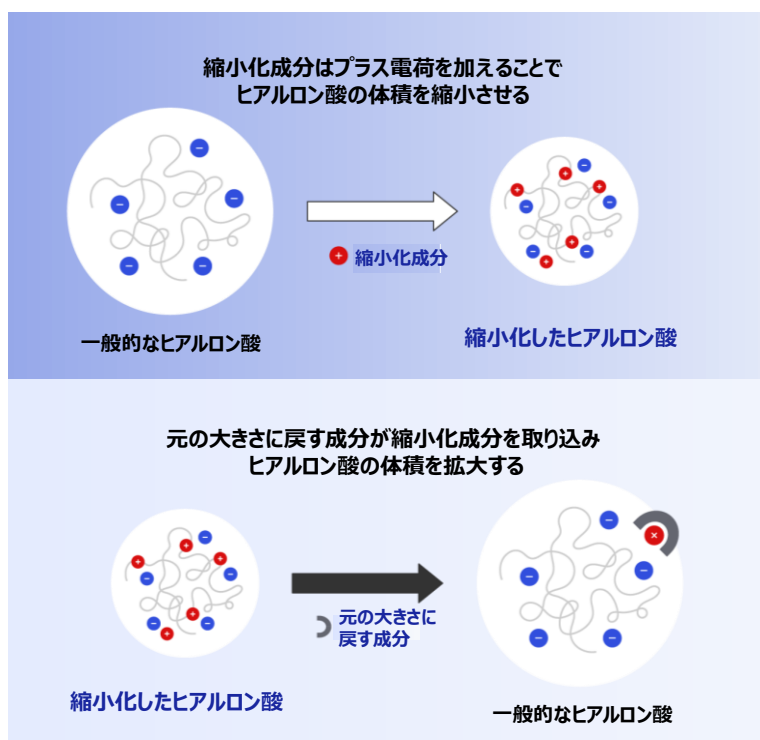 縮小化成分はプラス電荷を加えることで
ヒアルロン酸の体積を縮小させる
縮小化成分
一般的なヒアルロン酸
縮小化したヒアルロン酸
元の大きさに戻す成分が縮小化成分を取り込み
ヒアルロン酸の体積を拡大する
元の大きさに
戻す成分
縮小化したヒアルロン酸
一般的なヒアルロン酸